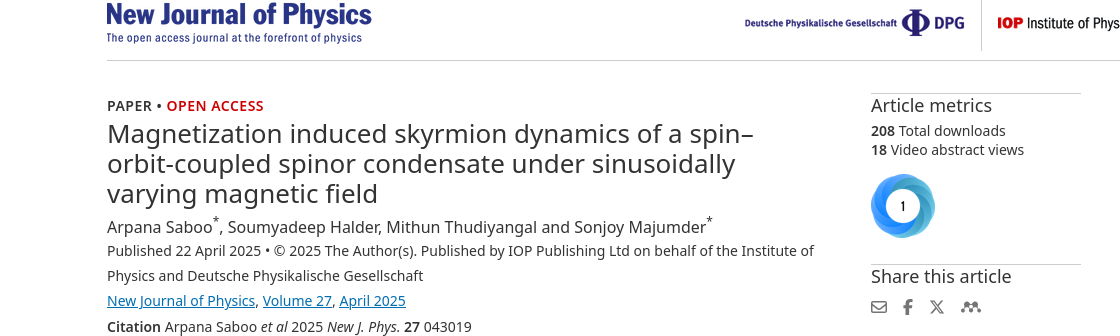 New Journal of Physics
The open access journal at the forefront of physics
Deutsche Physikalische Gesellschaft DPG
IOP Institute of Phys
PAPER • OPEN ACCESS
Magnetization induced skyrmion dynamics of a spin–
orbit-coupled spinor condensate under sinusoidally
varying magnetic field
Arpana Saboo*, Soumyadeep Halder, Mithun Thudiyangal and Sonjoy Majumder*
Published 22 April 2025 • © 2025 The Author(s). Published by IOP Publishing Ltd on behalf of the Institute of
Physics and Deutsche Physikalische Gesellschaft
New Journal of Physics, Volume 27, April 2025
Citation Arpana Saboo et al 2025 New J. Phys. 27 043019
Article metrics
208 Total downloads
18 Video abstract views
1
Share this article